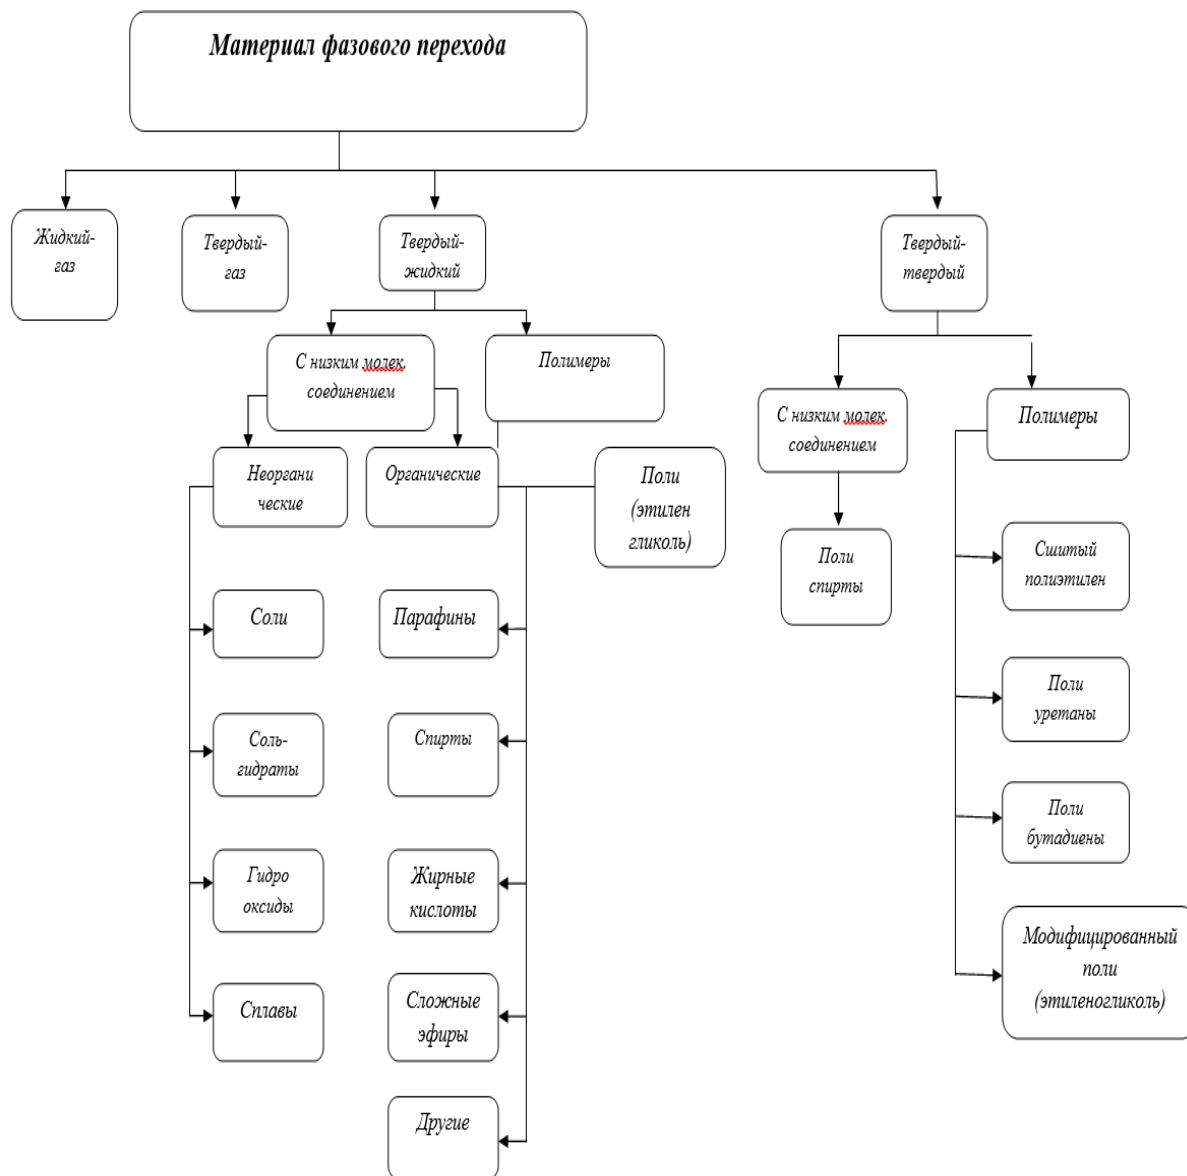 Материал фазового перехода
Жидкий-
газ
Твердый-
газ
Твердый-
жидкий
Твердый-
твердый
С низким молек.
соединением
Полимеры
С низким молек.
соединением
Полимеры
Неоргани
ческие
Органические
Поли
(этилен
гликоль)
Поли
спирты
Сшитый
полиэтилен
Соли
Парафины
Поли
уретаны
Соль-
гидраты
Спирты
Поли
бутадиены
Гидро
оксиды
Жирные
кислоты
Модифицированный
поли
(этиленогликоль)
Сплавы
Сложные
эфиры
Другие